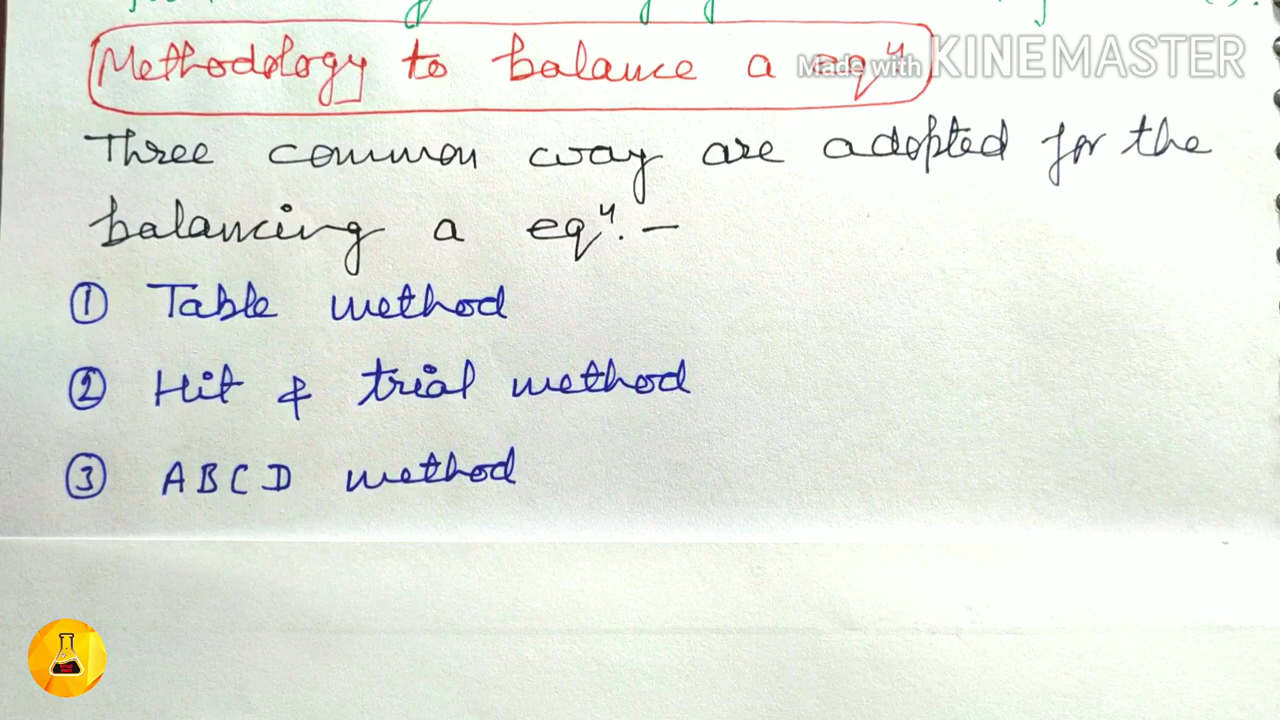 Methodology to balance a eqⁿ
Made with KINEMASTER
Three common way are adopted for the
balancing a eqⁿ. —
① Table method
② Hit & trial method
③ ABCD method